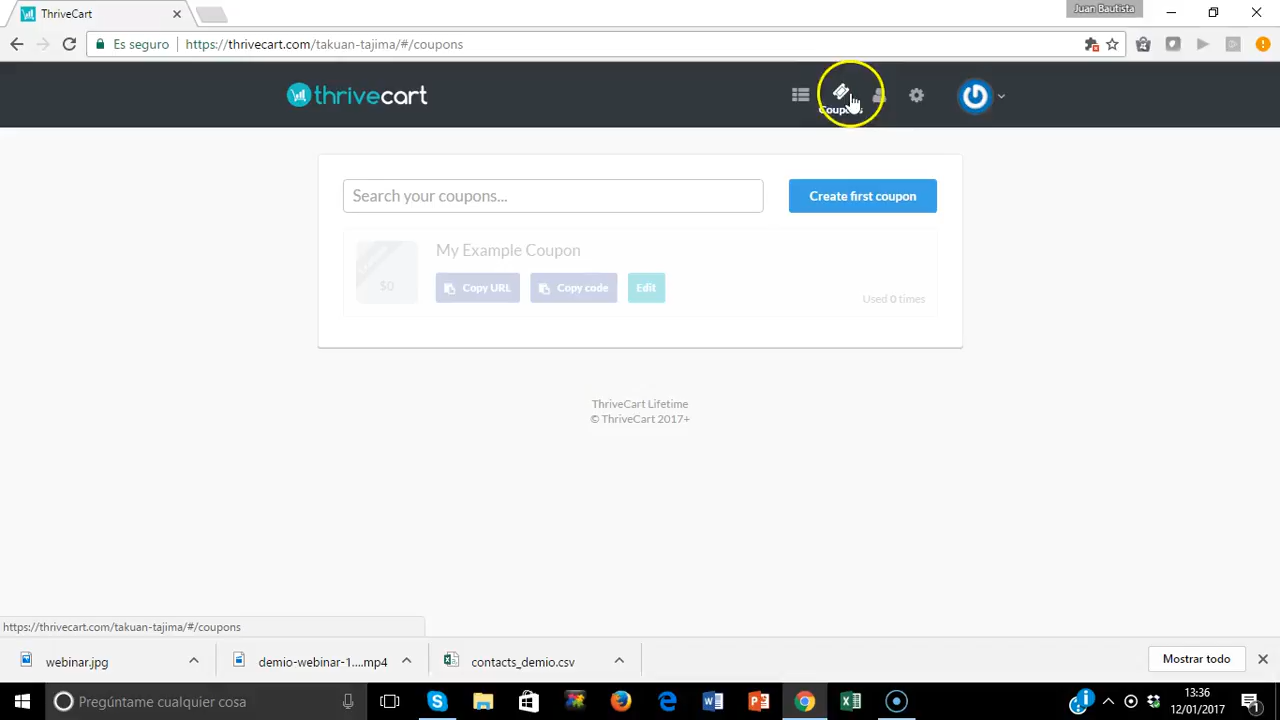 ThriveCart
Juan Bautista
Es seguro
https://thrivecart.com/takuan-tajima/#/coupons
thrivecart
Coupons
Search your coupons...
Create first coupon
My Example Coupon
$0
Copy URL
Copy code
Edit
Used 0 times
ThriveCart Lifetime
© ThriveCart 2017+
https://thrivecart.com/takuan-tajima/#/coupons
webinar.jpg
demio-webinar-1....mp4
contacts_demio.csv
Mostrar todo
Pregúntame cualquier cosa
13:36
12/01/2017